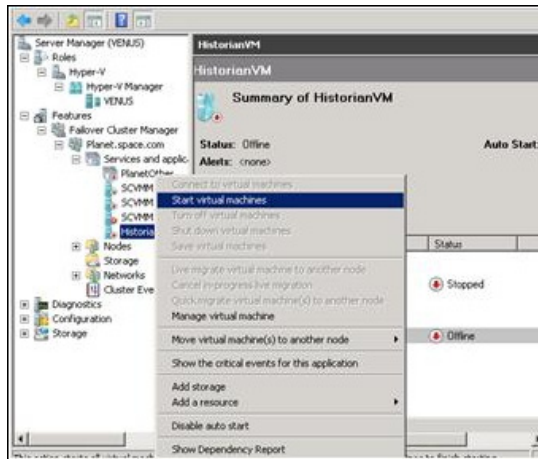 Server Manager (VENUS)
Roles
Hyper-V
Hyper-V Manager
VENUS
Features
Failover Cluster Manager
Planet.space.com
Services and applic
PlanetOther
SCVMM
SCVMM
SCVMM
Historia
Nodes
Storage
Networks
Cluster Eve
Diagnostics
Configuration
Storage
HistorianVM
HistorianVM
Summary of HistorianVM
Status: Offline
Auto Start
Alerts: <none>
Connect to virtual machines
Start virtual machines
Turn off virtual machines
Shut down virtual machines
Save virtual machines
Live migrate virtual machine to another node
Cancel in-progress live migration
Quick migrate virtual machine(s) to another node
Manage virtual machine
Move virtual machine(s) to another node
Show the critical events for this application
Add storage
Add a resource
Disable auto start
Show Dependency Report
Status
Stopped
Offline